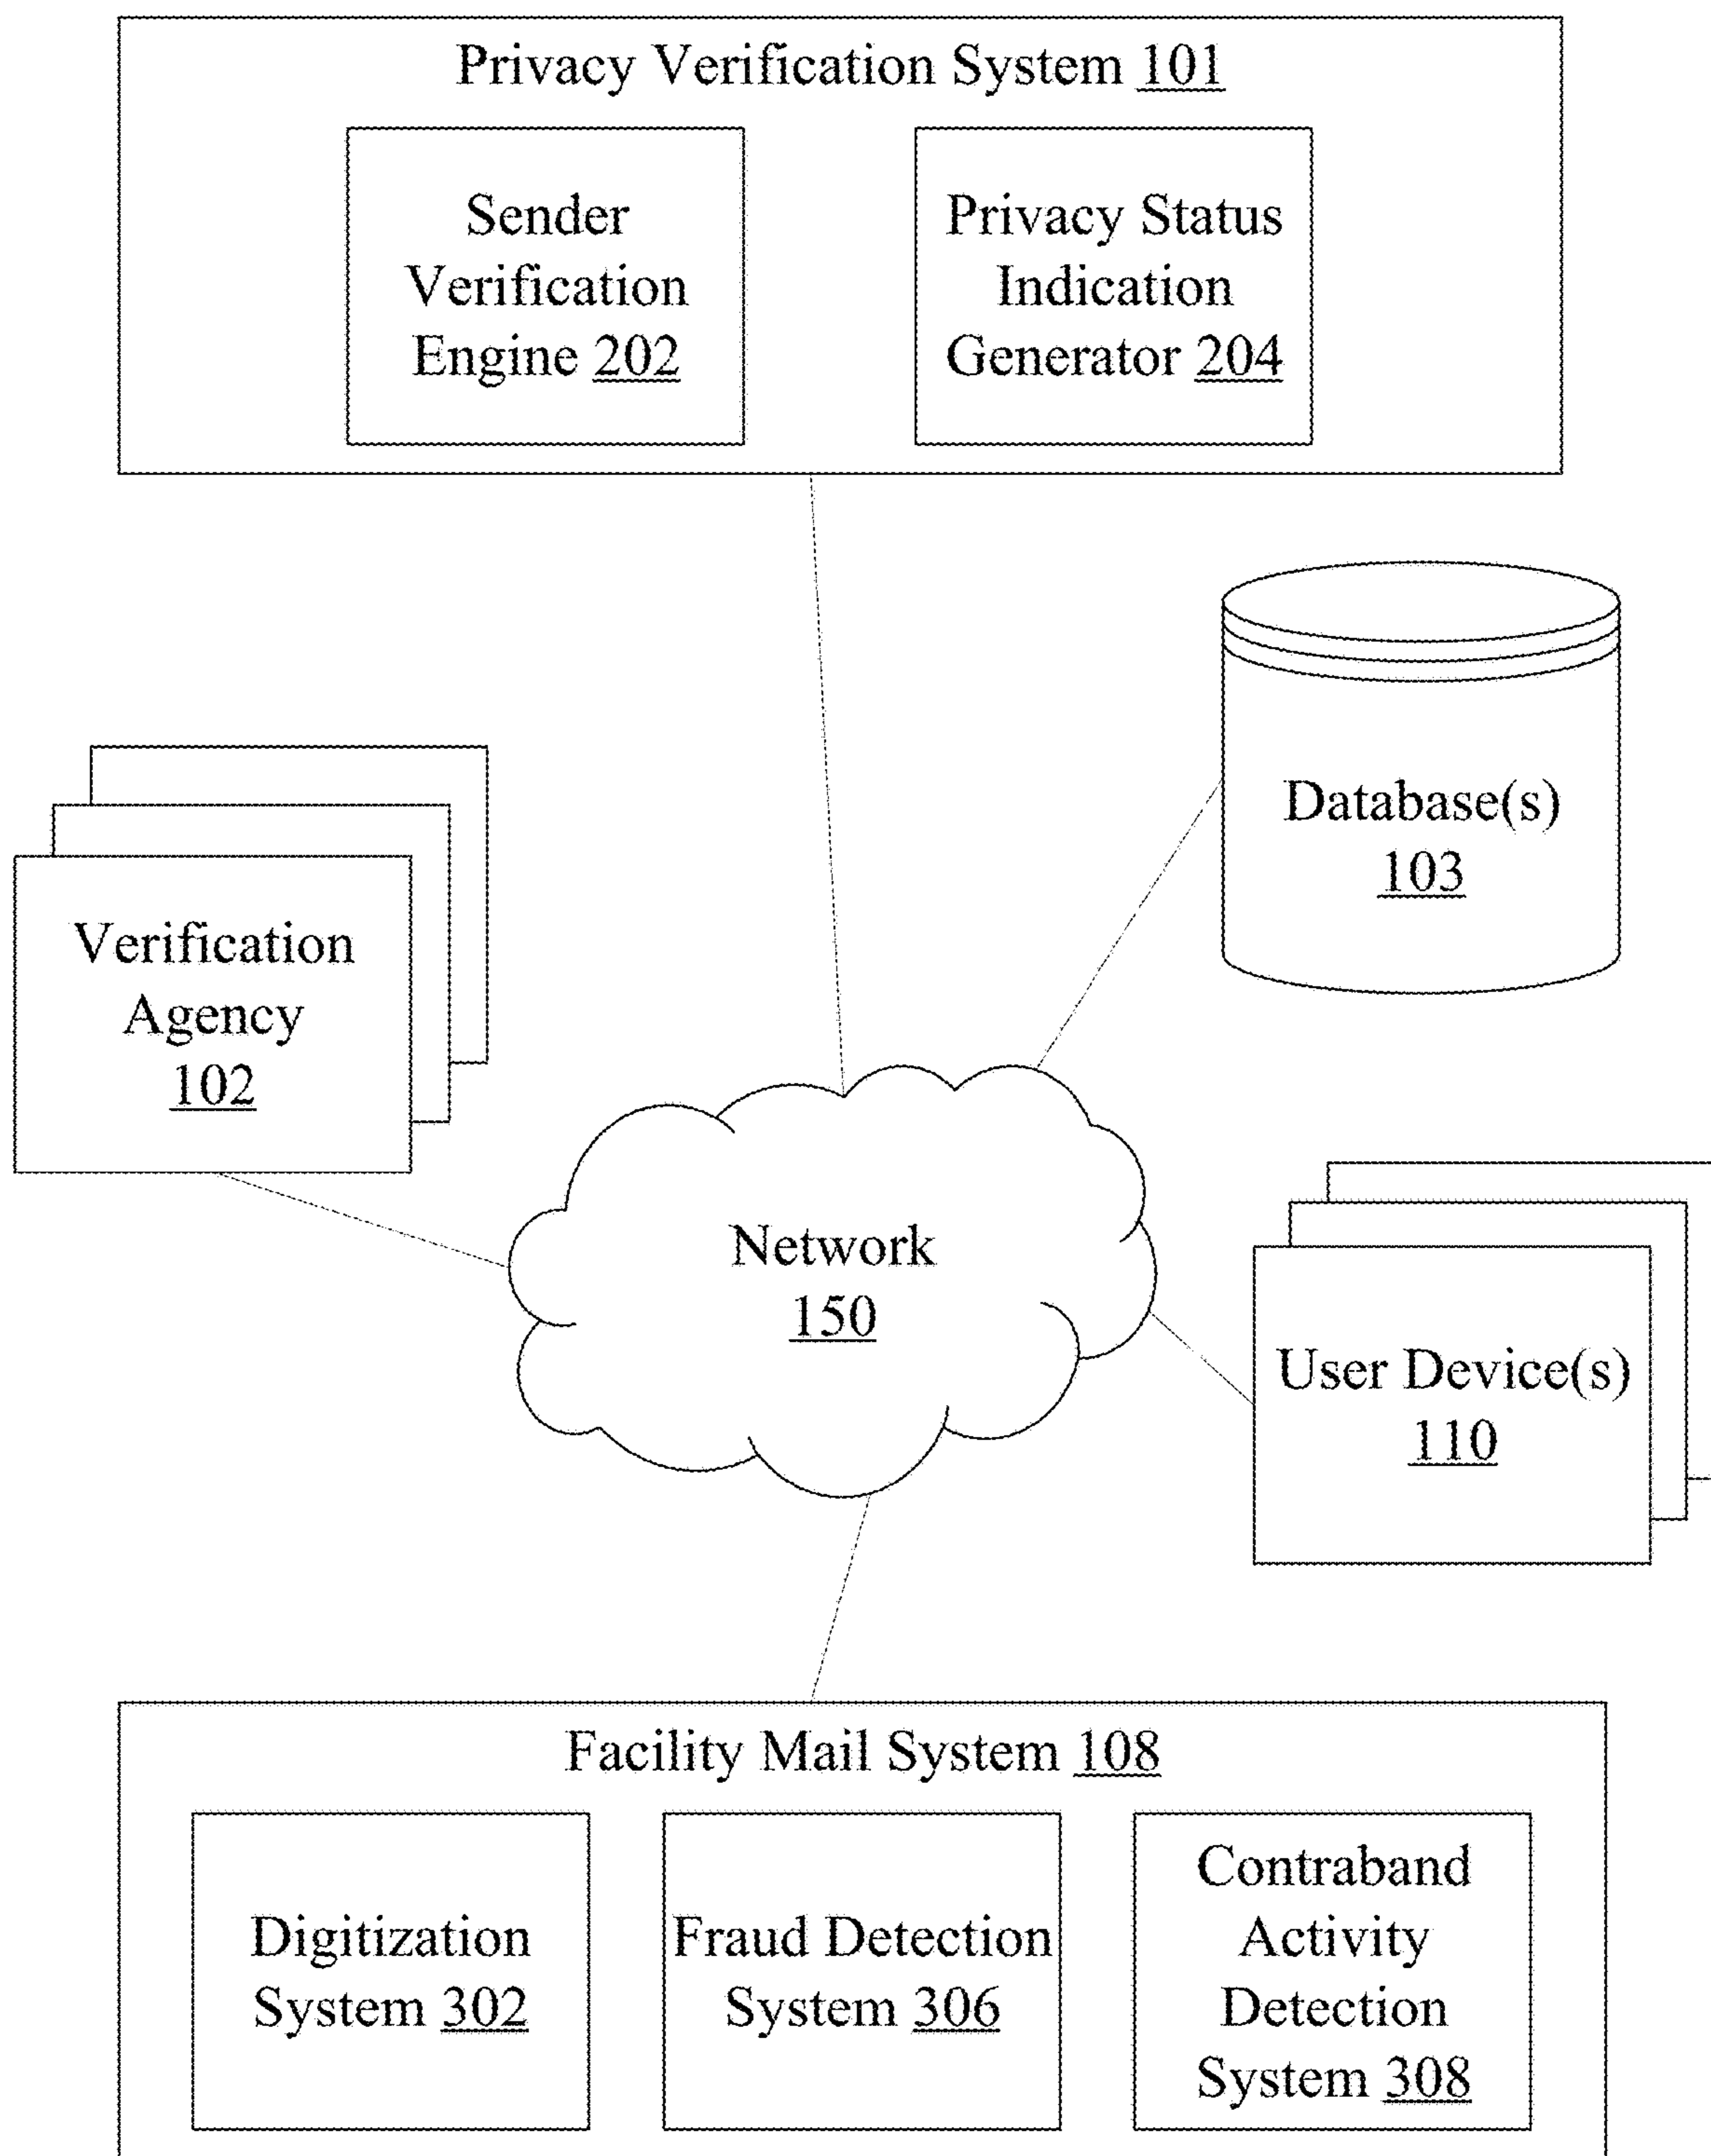 Privacy Verification System 101
Sender
Verification
Engine 202
Privacy Status
Indication
Generator 204
Database(s)
103
Verification
Agency
102
Network
150
User Device(s)
110
Facility Mail System 108
Digitization
System 302
Fraud Detection
System 306
Contraband
Activity
Detection
System 308